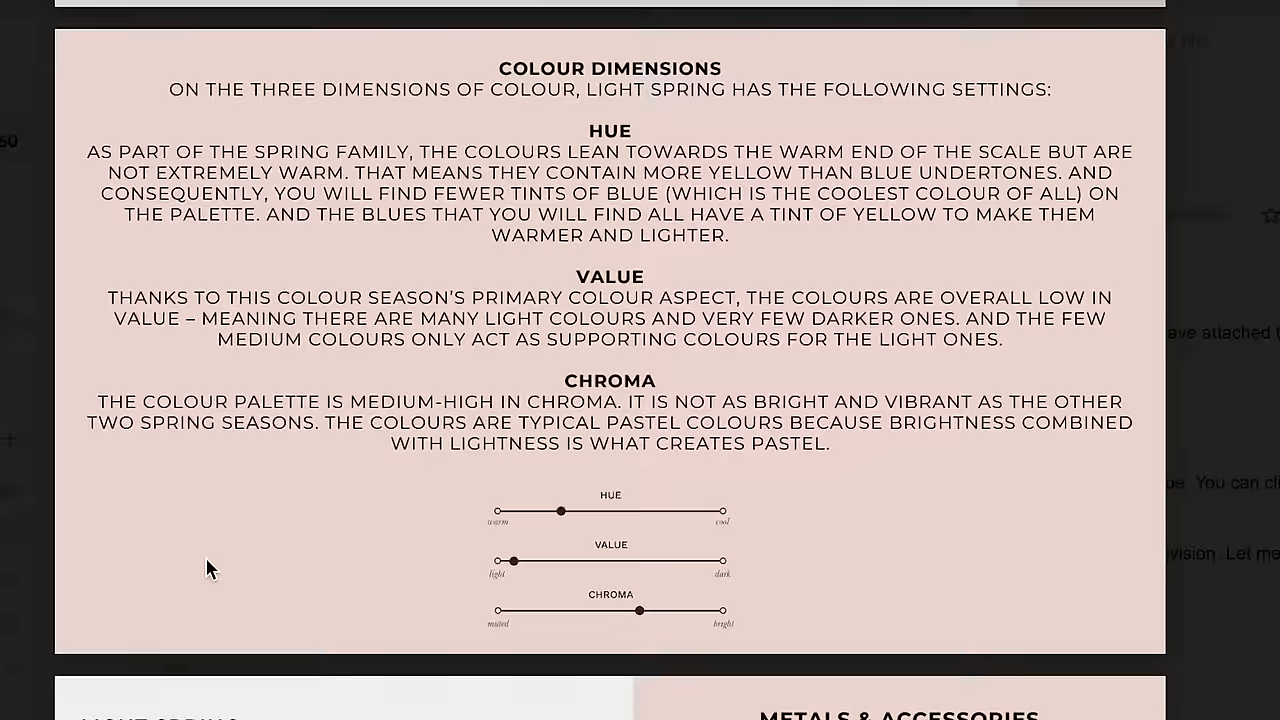 COLOUR DIMENSIONS
ON THE THREE DIMENSIONS OF COLOUR, LIGHT SPRING HAS THE FOLLOWING SETTINGS:
HUE
AS PART OF THE SPRING FAMILY, THE COLOURS LEAN TOWARDS THE WARM END OF THE SCALE BUT ARE
NOT EXTREMELY WARM. THAT MEANS THEY CONTAIN MORE YELLOW THAN BLUE UNDERTONES. AND
CONSEQUENTLY, YOU WILL FIND FEWER TINTS OF BLUE (WHICH IS THE COOLEST COLOUR OF ALL) ON
THE PALETTE. AND THE BLUES THAT YOU WILL FIND ALL HAVE A TINT OF YELLOW TO MAKE THEM
WARMER AND LIGHTER.
VALUE
THANKS TO THIS COLOUR SEASON'S PRIMARY COLOUR ASPECT, THE COLOURS ARE OVERALL LOW IN
VALUE – MEANING THERE ARE MANY LIGHT COLOURS AND VERY FEW DARKER ONES. AND THE FEW
MEDIUM COLOURS ONLY ACT AS SUPPORTING COLOURS FOR THE LIGHT ONES.
CHROMA
THE COLOUR PALETTE IS MEDIUM-HIGH IN CHROMA. IT IS NOT AS BRIGHT AND VIBRANT AS THE OTHER
TWO SPRING SEASONS. THE COLOURS ARE TYPICAL PASTEL COLOURS BECAUSE BRIGHTNESS COMBINED
WITH LIGHTNESS IS WHAT CREATES PASTEL.
HUE
warm cool
VALUE
light dark
CHROMA
muted bright
METALS & ACCESSORIES
50
ave attached
You can
vision. Let me